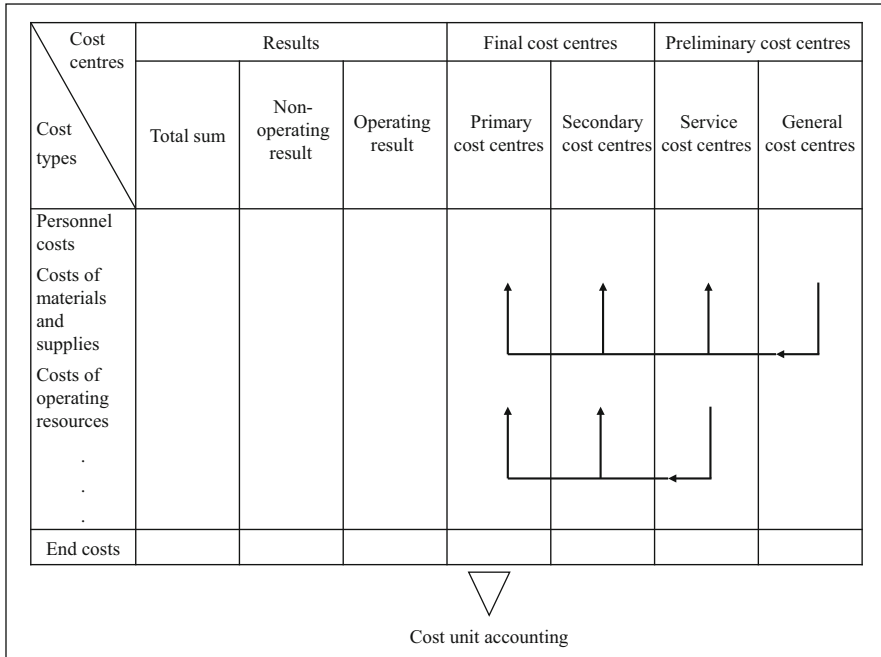 Cost
centres
Cost
types
Results
Final cost centres
Preliminary cost centres
Total sum
Non-
operating
result
Operating
result
Primary
cost centres
Secondary
cost centres
Service
cost centres
General
cost centres
Personnel
costs
Costs of
materials
and
supplies
Costs of
operating
resources
.
.
.
End costs
Cost unit accounting